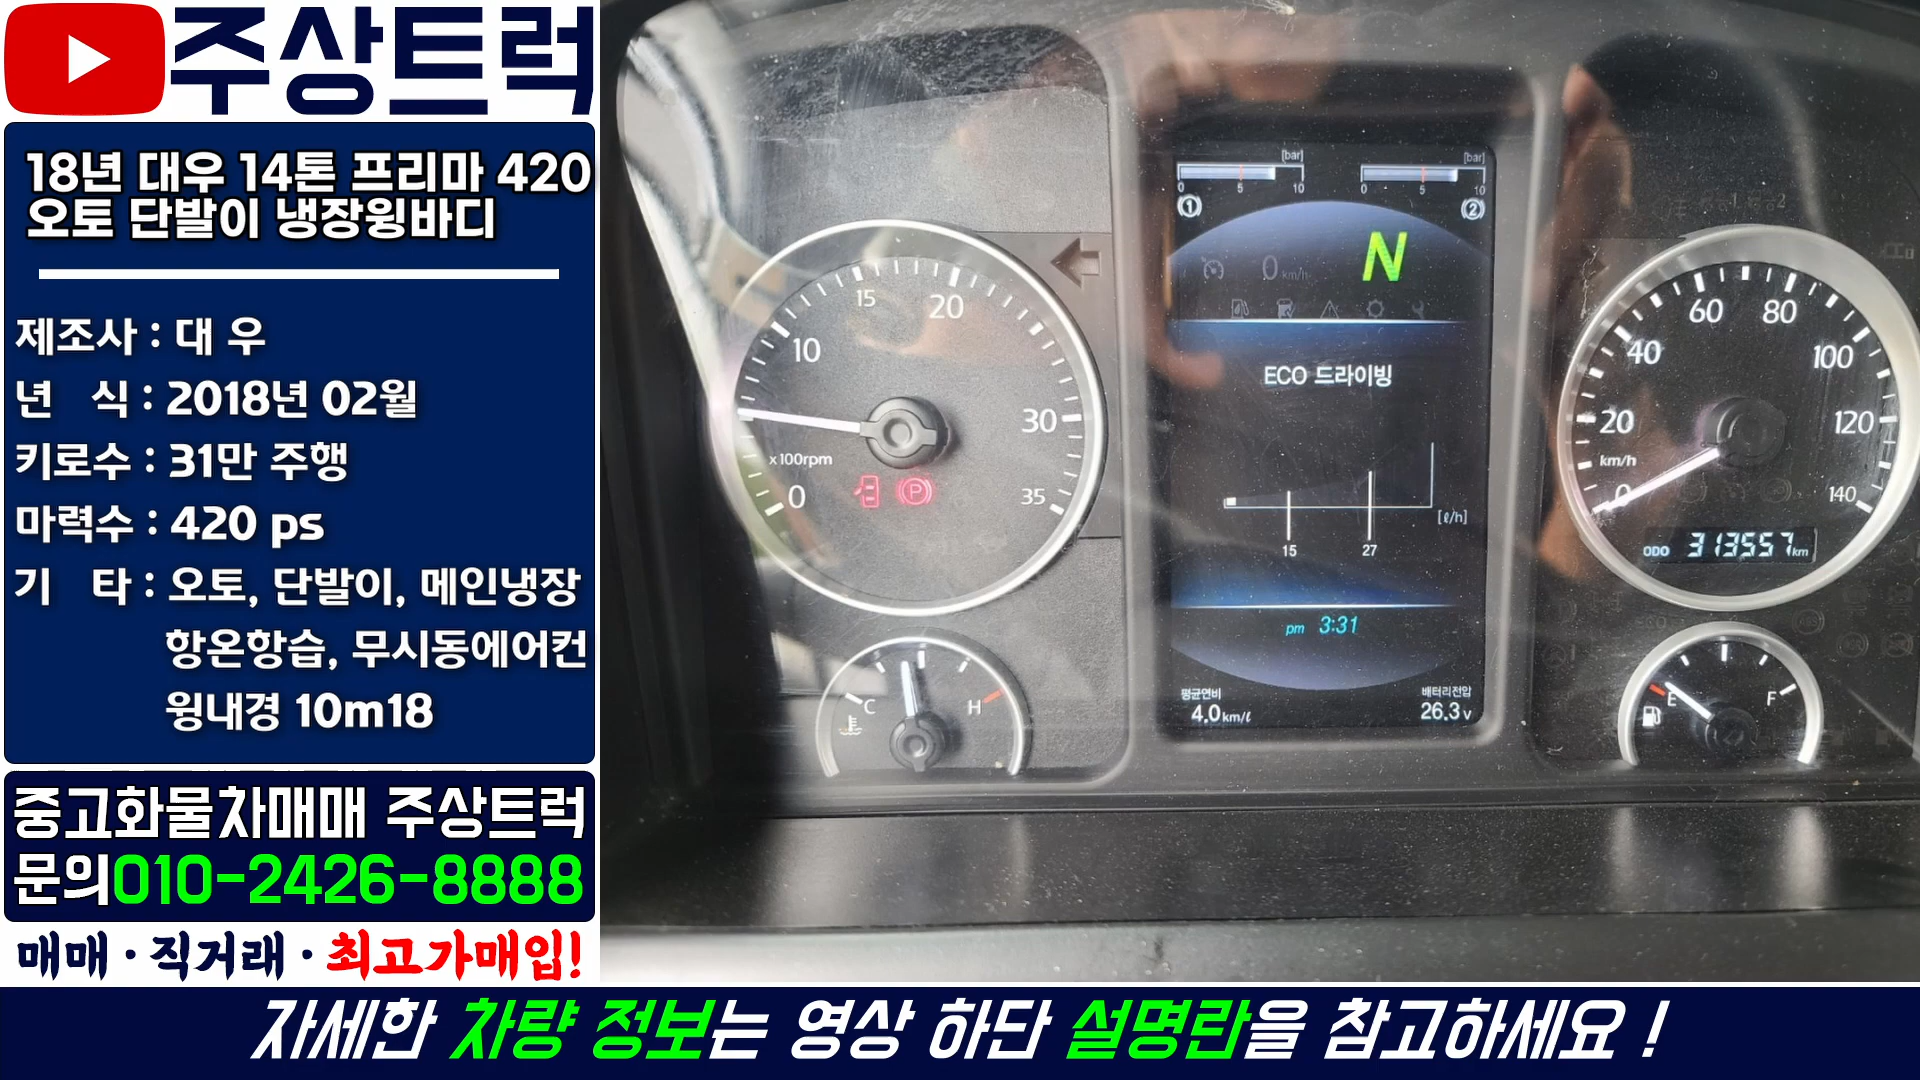 주상트럭
18년 대우 14톤 프리마 420
오토 단발이 냉장윙바디
제조사 : 대 우
년 식 : 2018년 02월
키로수 : 31만 주행
마력수 : 420 ps
기 타 : 오토, 단발이, 메인냉장
항온항습, 무시동에어컨
윙내경 10m18
중고화물차매매 주상트럭
문의010-2426-8888
매매 · 직거래 · 최고가매입!
자세한 차량 정보는 영상 하단 설명란을 참고하세요 !
0 10 15 20 30 35
x100rpm
P
C H
[bar] [bar]
0 5 10 0 5 10
(1) (2)
0 km/h N
ECO 드라이빙
[ℓ/h]
15 27
pm 3:31
평균연비 배터리전압
4.0 km/ℓ 26.3 v
0 20 40 60 80 100 120 140
km/h
ODO 313557 km
E F